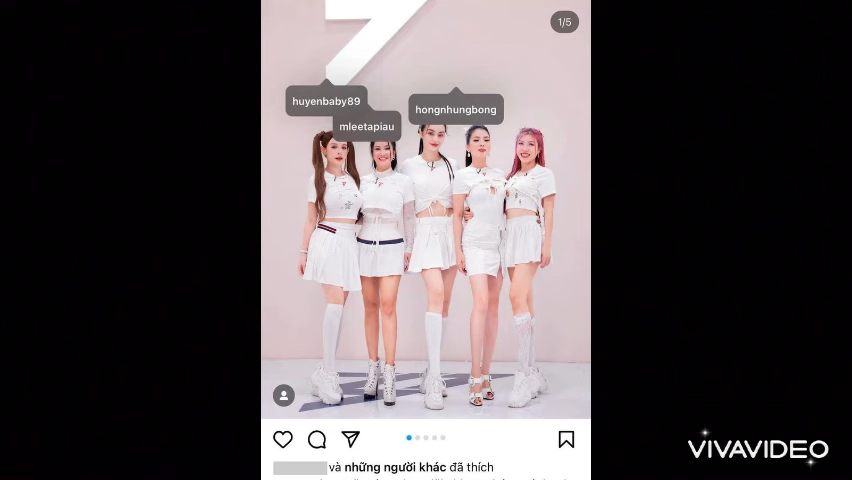 1/5
huyenbaby89
mleetapiau
hongnhungbong
và những người khác đã thích
VIVAVIDEO